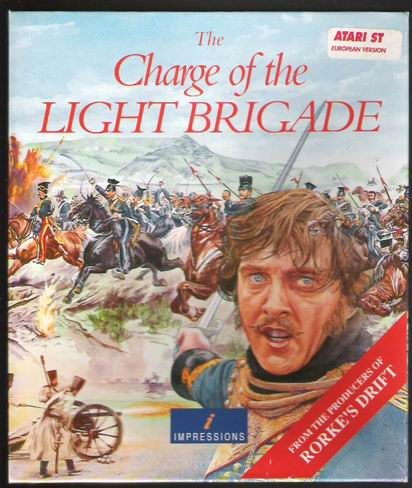 The
Charge of the
LIGHT BRIGADE
ATARI ST
EUROPEAN VERSION
i
IMPRESSIONS
FROM THE PRODUCERS OF
RORKE'S DRIFT